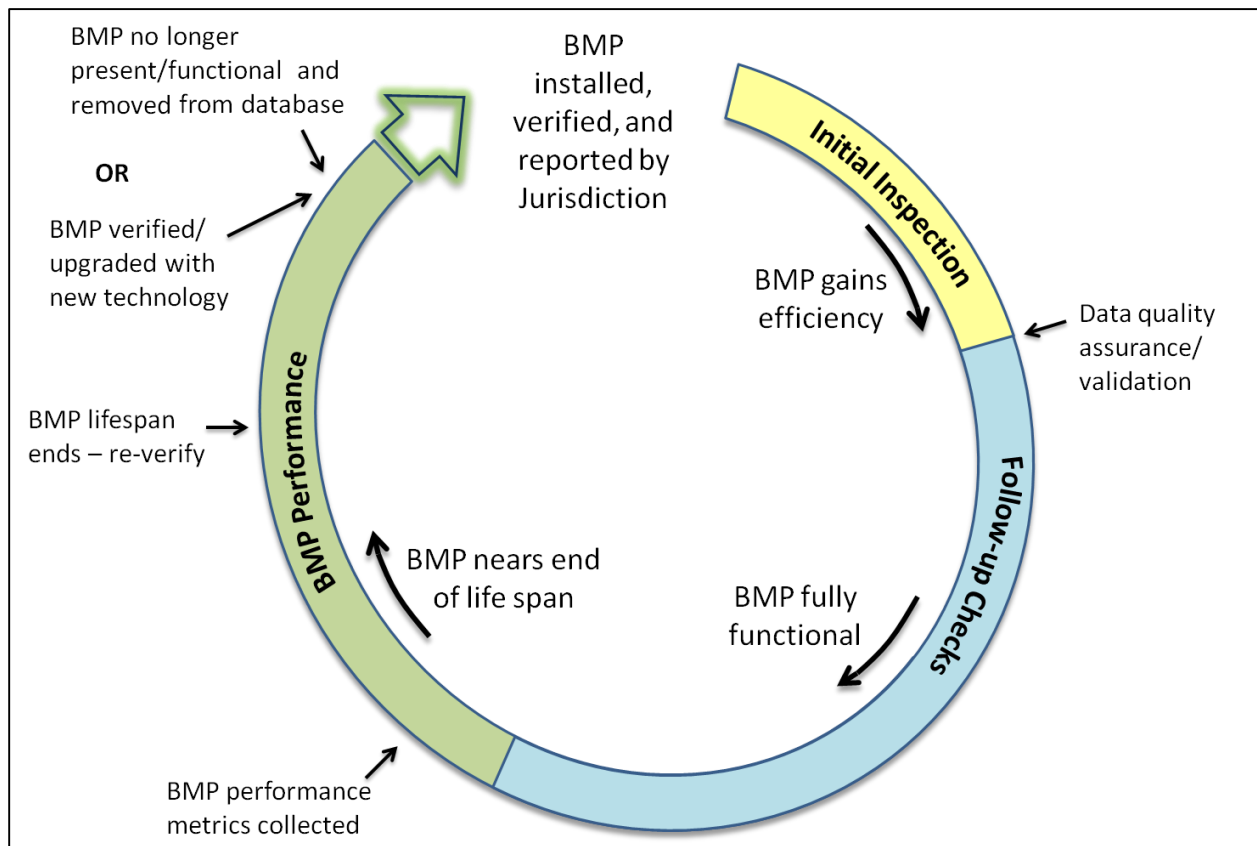 BMP no longer
present/functional and
removed from database
OR
BMP verified/
upgraded with
new technology
BMP lifespan
ends – re-verify
BMP
installed,
verified, and
reported by
Jurisdiction
Initial Inspection
BMP gains
efficiency
Data quality
assurance/
validation
Follow-up Checks
BMP fully
functional
BMP nears end
of life span
BMP Performance
BMP performance
metrics collected